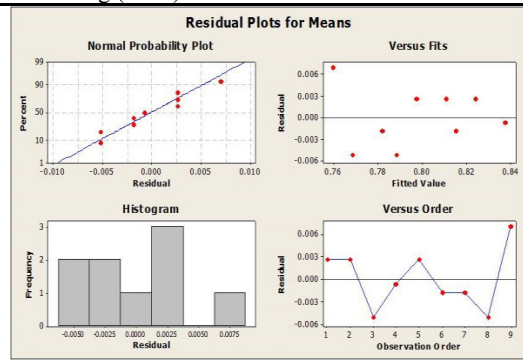 Residual Plots for Means
Normal Probability Plot
Versus Fits
99
90
50
10
1
Percent
-0.010 -0.005 0.000 0.005 0.010
Residual
0.006
0.003
0.000
-0.003
-0.006
Residual
0.76 0.78 0.80 0.82 0.84
Fitted Value
Histogram
Versus Order
3
2
1
0
Frequency
-0.0050 -0.0025 0.0000 0.0025 0.0050 0.0075
Residual
0.006
0.003
0.000
-0.003
-0.006
Residual
1 2 3 4 5 6 7 8 9
Observation Order